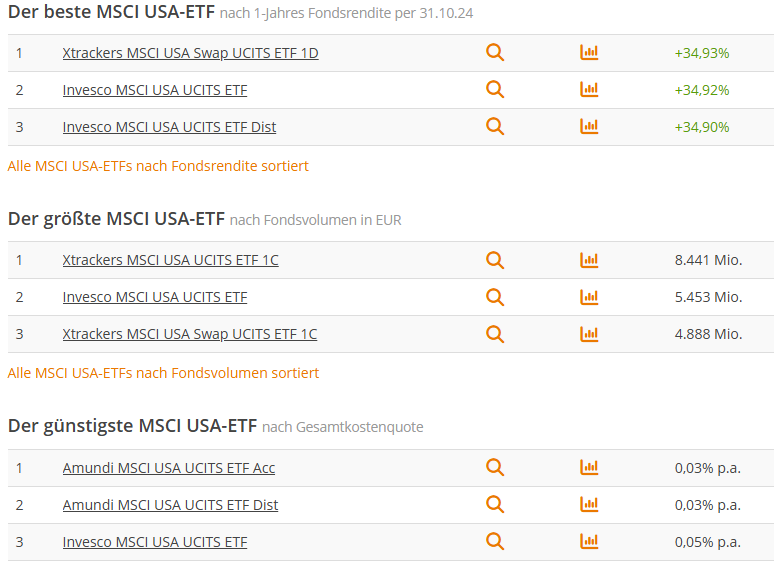 Der beste MSCI USA-ETF nach 1-Jahres Fondsrendite per 31.10.24
1 Xtrackers MSCI USA Swap UCITS ETF 1D +34,93%
2 Invesco MSCI USA UCITS ETF +34,92%
3 Invesco MSCI USA UCITS ETF Dist +34,90%
Alle MSCI USA-ETFs nach Fondsrendite sortiert
Der größte MSCI USA-ETF nach Fondsvolumen in EUR
1 Xtrackers MSCI USA UCITS ETF 1C 8.441 Mio.
2 Invesco MSCI USA UCITS ETF 5.453 Mio.
3 Xtrackers MSCI USA Swap UCITS ETF 1C 4.888 Mio.
Alle MSCI USA-ETFs nach Fondsvolumen sortiert
Der günstigste MSCI USA-ETF nach Gesamtkostenquote
1 Amundi MSCI USA UCITS ETF Acc 0,03% p.a.
2 Amundi MSCI USA UCITS ETF Dist 0,03% p.a.
3 Invesco MSCI USA UCITS ETF 0,05% p.a.